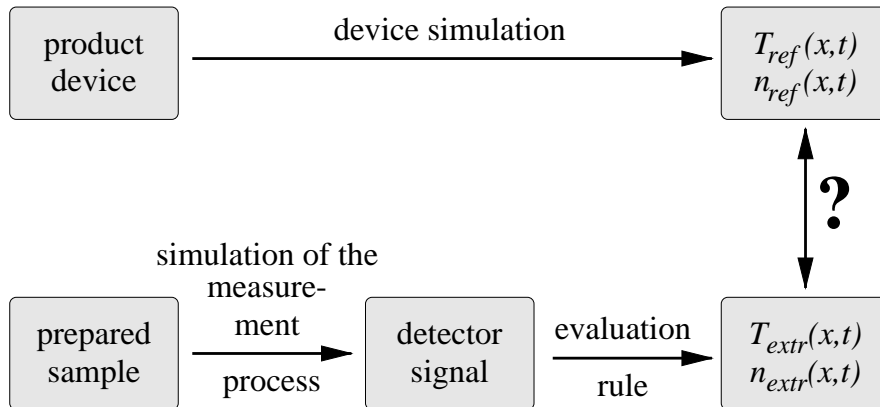 product
device
device simulation
T_ref(x,t)
n_ref(x,t)
?
simulation of the
measure-
ment
process
prepared
sample
detector
signal
evaluation
rule
T_extr(x,t)
n_extr(x,t)